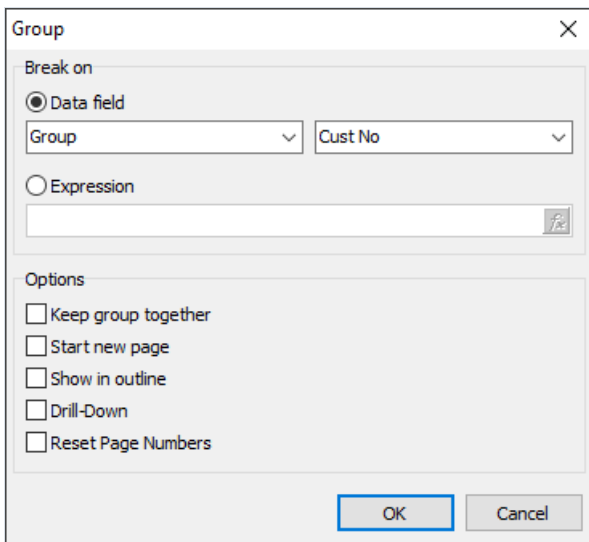 Group
Break on
Data field
Group Cust No
Expression
fx
Options
Keep group together
Start new page
Show in outline
Drill-Down
Reset Page Numbers
OK Cancel